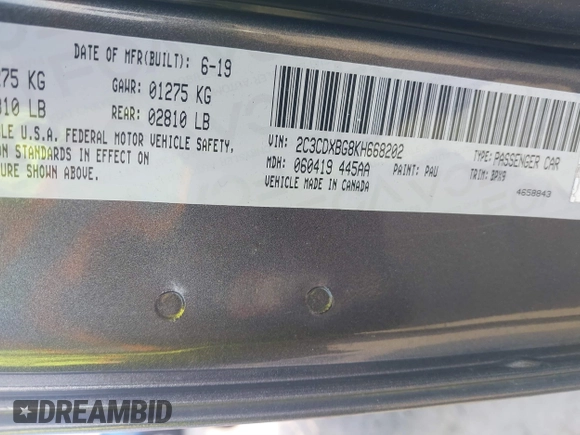 DATE OF MFR(BUILT): 6-19
275 KG GAWR: 01275 KG
810 LB REAR: 02810 LB
LE U.S.A. FEDERAL MOTOR VEHICLE SAFETY,
ON STANDARDS IN EFFECT ON
TURE SHOWN ABOVE.
VIN: 2C3CDXBG8KH668202
TYPE: PASSENGER CAR
MDH: 060419 445AA
PAINT: PAU
TRIM: BPX9
VEHICLE MADE IN CANADA
4658843
DREAMBID